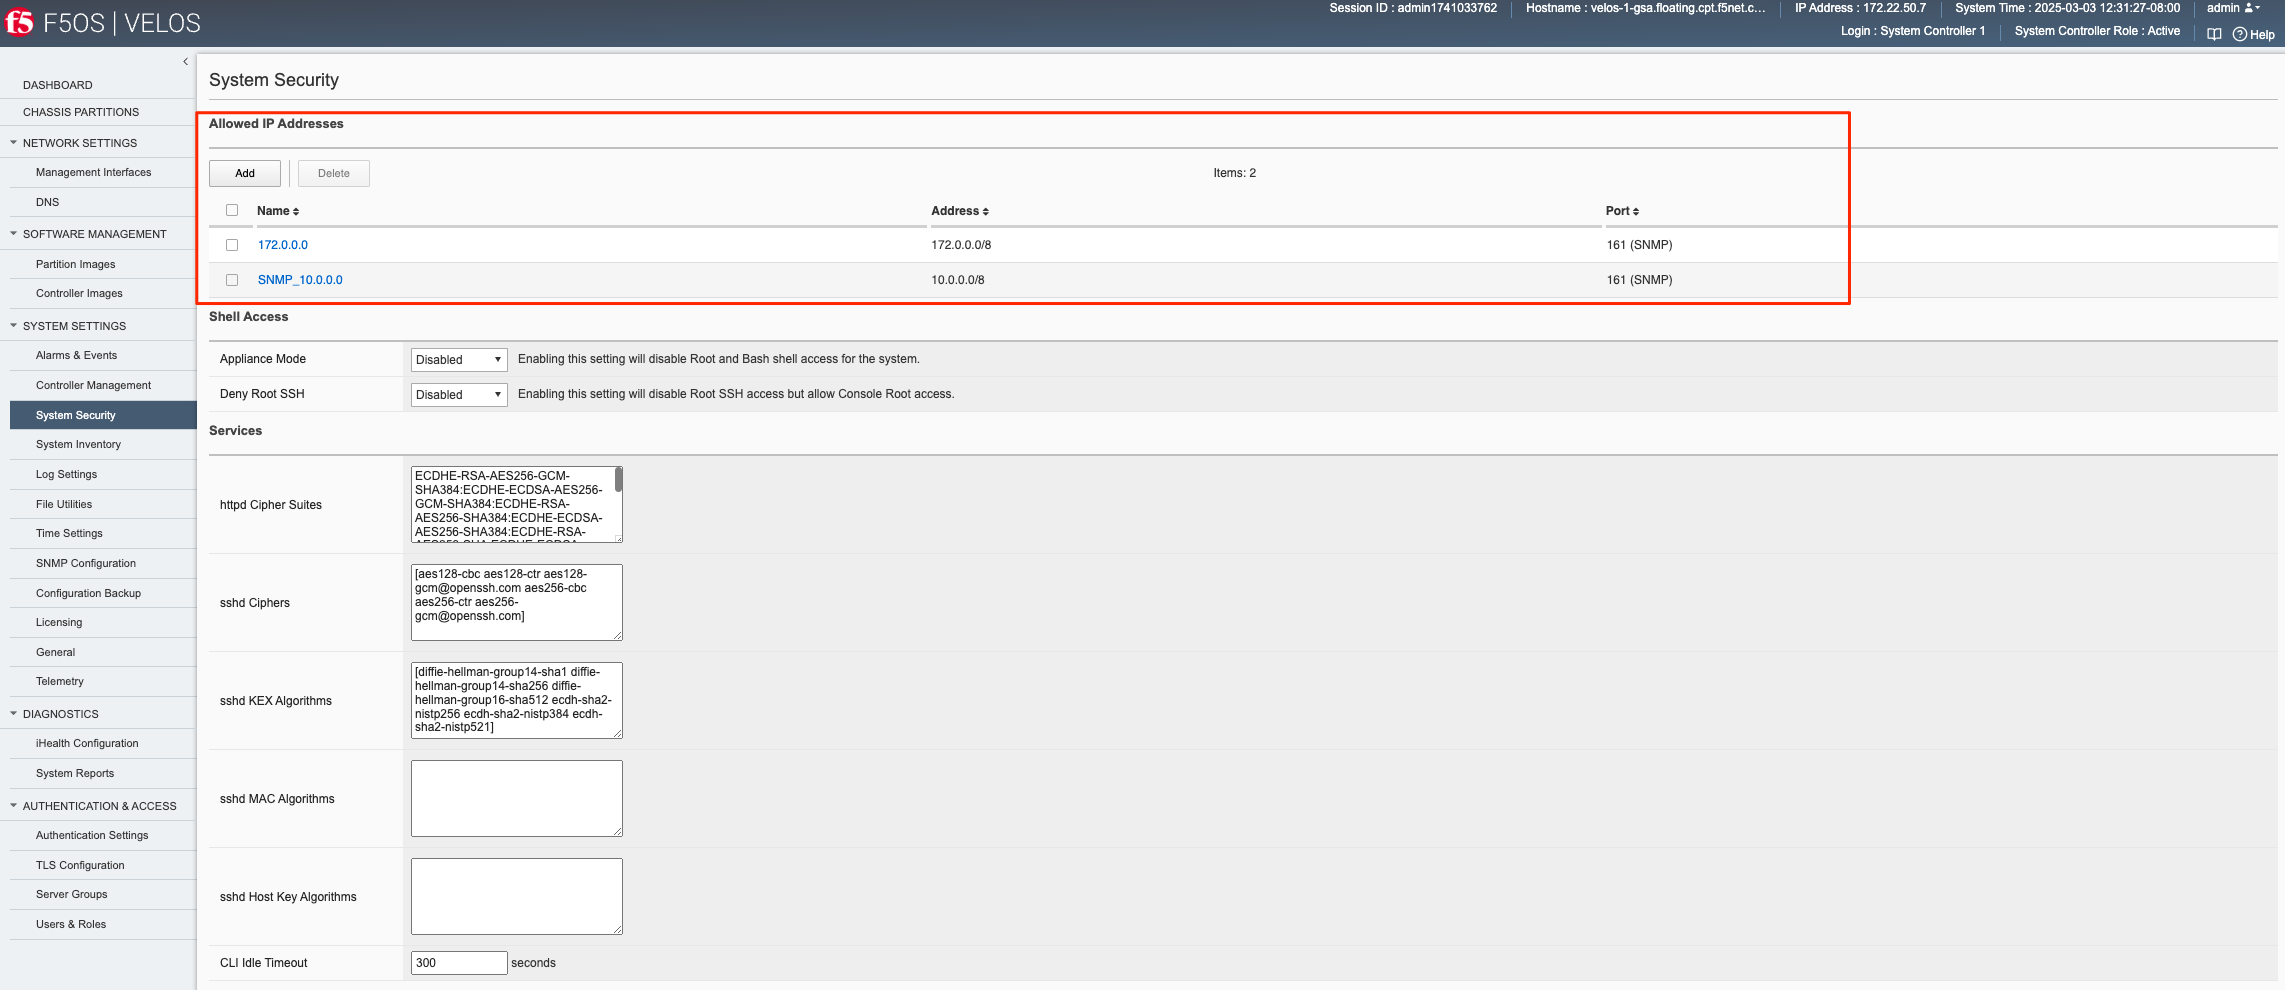 f5 F5OS | VELOS
Session ID : admin1741033762
Hostname : velos-1-gsa.floating.cpt.f5net.c...
IP Address : 172.22.50.7
System Time : 2025-03-03 12:31:27-08:00
admin
Login : System Controller 1
System Controller Role : Active
Help
DASHBOARD
CHASSIS PARTITIONS
NETWORK SETTINGS
Management Interfaces
DNS
SOFTWARE MANAGEMENT
Partition Images
Controller Images
SYSTEM SETTINGS
Alarms & Events
Controller Management
System Security
System Inventory
Log Settings
File Utilities
Time Settings
SNMP Configuration
Configuration Backup
Licensing
General
Telemetry
DIAGNOSTICS
iHealth Configuration
System Reports
AUTHENTICATION & ACCESS
Authentication Settings
TLS Configuration
Server Groups
Users & Roles
System Security
Allowed IP Addresses
Add Delete Items: 2
Name Address Port
172.0.0.0 172.0.0.0/8 161 (SNMP)
SNMP_10.0.0.0 10.0.0.0/8 161 (SNMP)
Shell Access
Appliance Mode Disabled Enabling this setting will disable Root and Bash shell access for the system.
Deny Root SSH Disabled Enabling this setting will disable Root SSH access but allow Console Root access.
Services
httpd Cipher Suites
ECDHE-RSA-AES256-GCM-
SHA384:ECDHE-ECDSA-AES256-
GCM-SHA384:ECDHE-RSA-
AES256-SHA384:ECDHE-ECDSA-
AES256-SHA384:ECDHE-RSA-
sshd Ciphers
[aes128-cbc aes128-ctr aes128-
gcm@openssh.com aes256-cbc
aes256-ctr aes256-
gcm@openssh.com]
sshd KEX Algorithms
[diffie-hellman-group14-sha1 diffie-
hellman-group14-sha256 diffie-
hellman-group16-sha512 ecdh-sha2-
nistp256 ecdh-sha2-nistp384 ecdh-
sha2-nistp521]
sshd MAC Algorithms
sshd Host Key Algorithms
CLI Idle Timeout 300 seconds